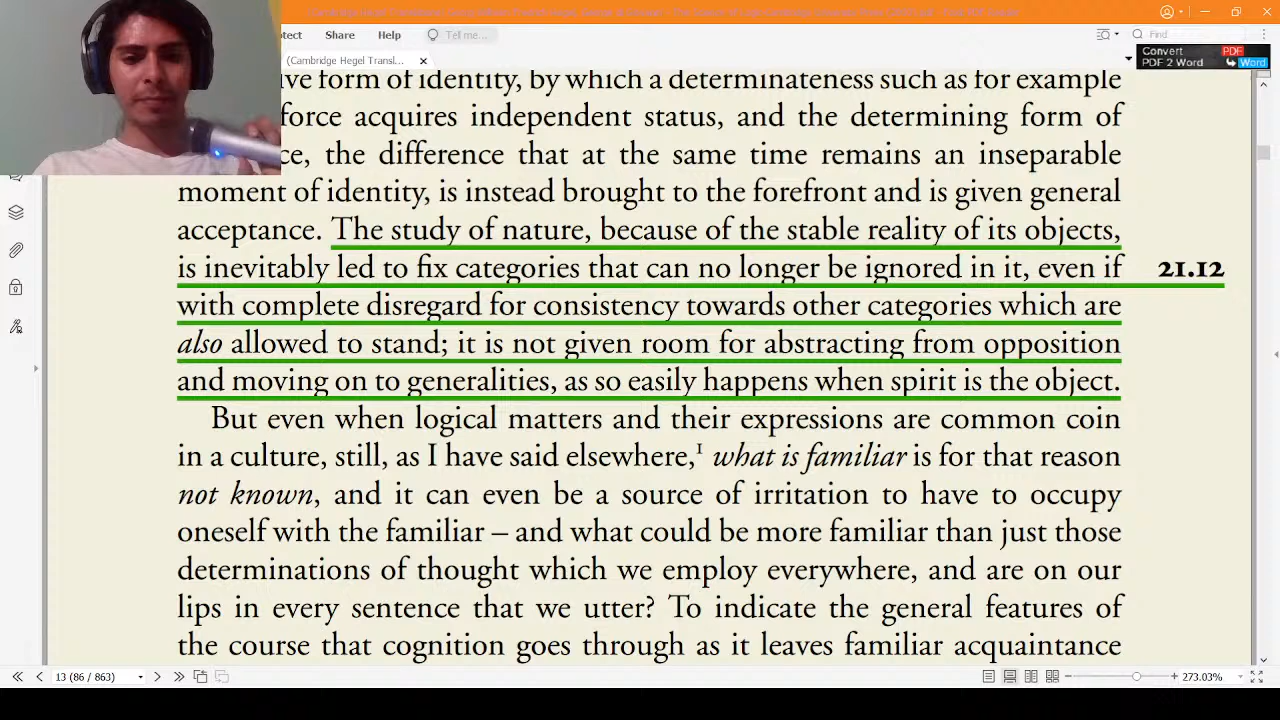 otect Share Help Tell me... Find
Convert PDF
PDF 2 Word Word
(Cambridge Hegel Transl...
ve form of identity, by which a determinateness such as for example
force acquires independent status, and the determining form of
ce, the difference that at the same time remains an inseparable
moment of identity, is instead brought to the forefront and is given general
acceptance. The study of nature, because of the stable reality of its objects,
is inevitably led to fix categories that can no longer be ignored in it, even if 21.12
with complete disregard for consistency towards other categories which are
also allowed to stand; it is not given room for abstracting from opposition
and moving on to generalities, as so easily happens when spirit is the object.
But even when logical matters and their expressions are common coin
in a culture, still, as I have said elsewhere,¹ what is familiar is for that reason
not known, and it can even be a source of irritation to have to occupy
oneself with the familiar – and what could be more familiar than just those
determinations of thought which we employ everywhere, and are on our
lips in every sentence that we utter? To indicate the general features of
the course that cognition goes through as it leaves familiar acquaintance
13 (86 / 863) 273.03%